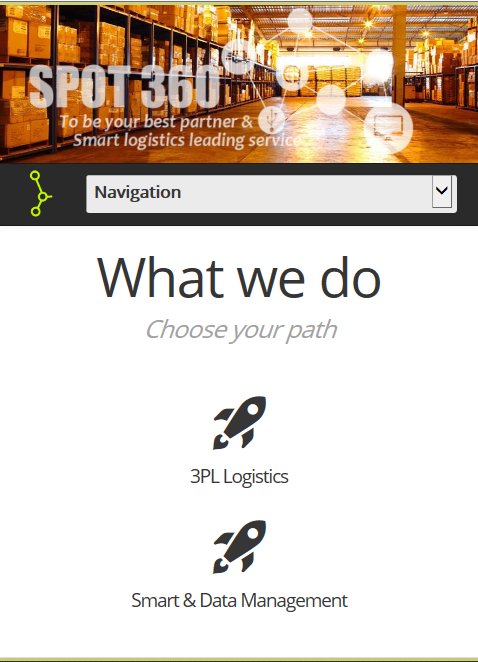 SPOT 360
To be your best partner &
Smart logistics leading service
Navigation
What we do
Choose your path
3PL Logistics
Smart & Data Management